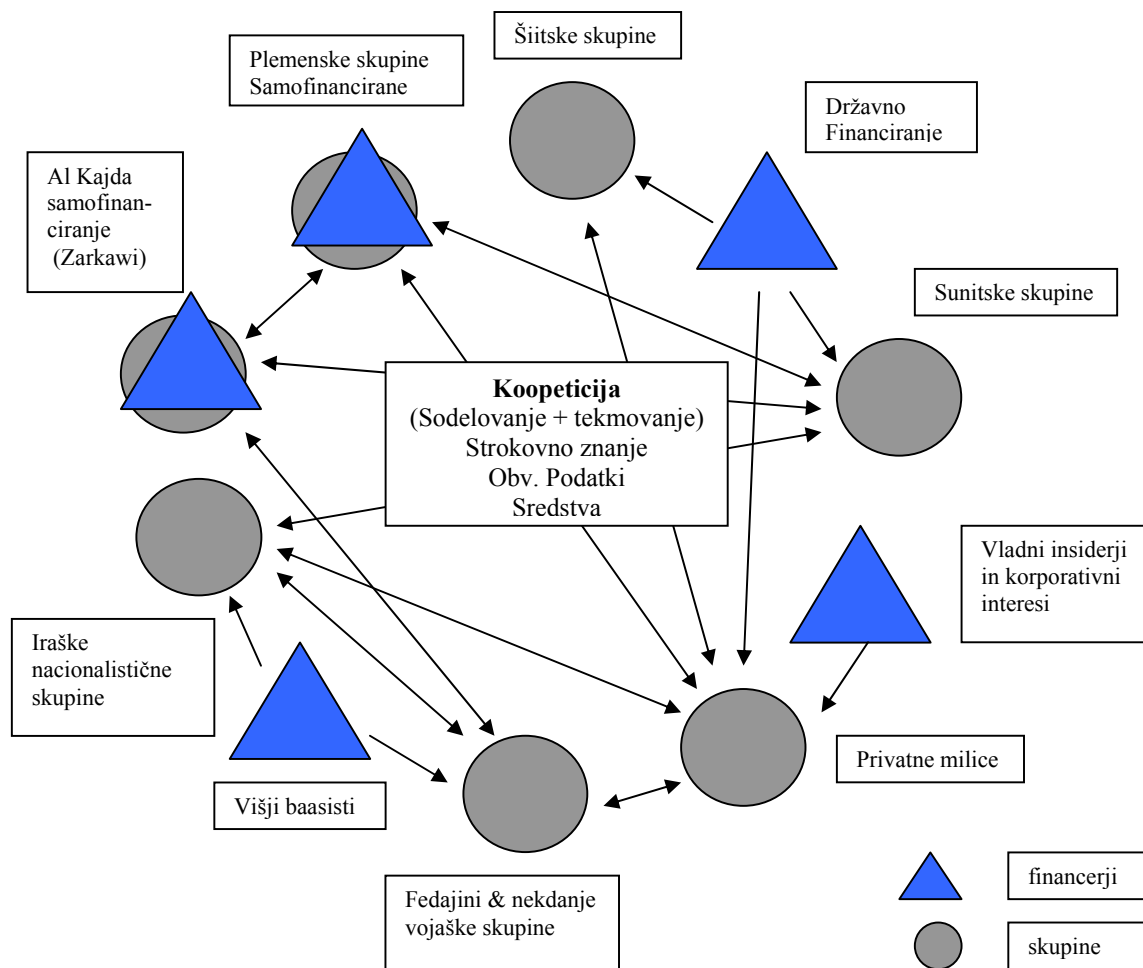 Šiitske skupine
Plemenske skupine
Samofinancirane
Državno
Financiranje
Al Kajda
samofinan-
ciranje
(Zarkawi)
Sunitske skupine
Koopeticija
(Sodelovanje + tekmovanje)
Strokovno znanje
Obv. Podatki
Sredstva
Vladni insiderji
in korporativni
interesi
Iraške
nacionalistične
skupine
Privatne milice
Višji baasisti
Fedajini & nekdanje
vojaške skupine
financerji
skupine